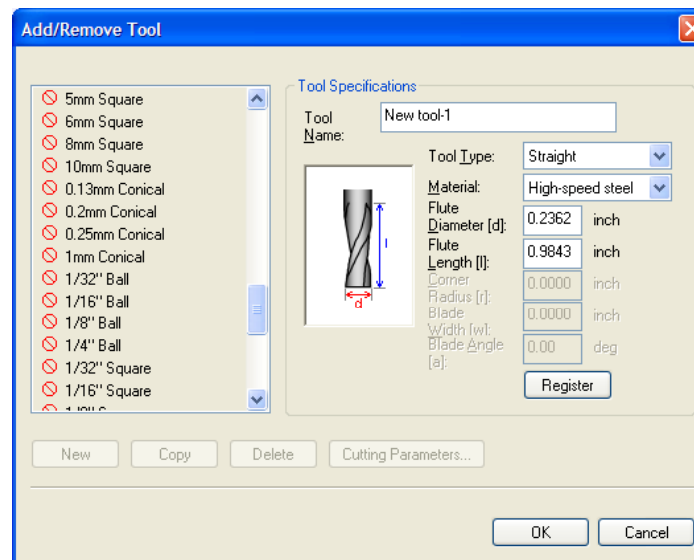 Add/Remove Tool
5mm Square
6mm Square
8mm Square
10mm Square
0.13mm Conical
0.2mm Conical
0.25mm Conical
1mm Conical
1/32" Ball
1/16" Ball
1/8" Ball
1/4" Ball
1/32" Square
1/16" Square
Tool Specifications
Tool Name: New tool-1
l
d
Tool Type: Straight
Material: High-speed steel
Flute Diameter [d]: 0.2362 inch
Flute Length [l]: 0.9843 inch
Corner Radius [r]: 0.0000 inch
Blade Width [w]: 0.0000 inch
Blade Angle [a]: 0.00 deg
Register
New Copy Delete Cutting Parameters...
OK Cancel